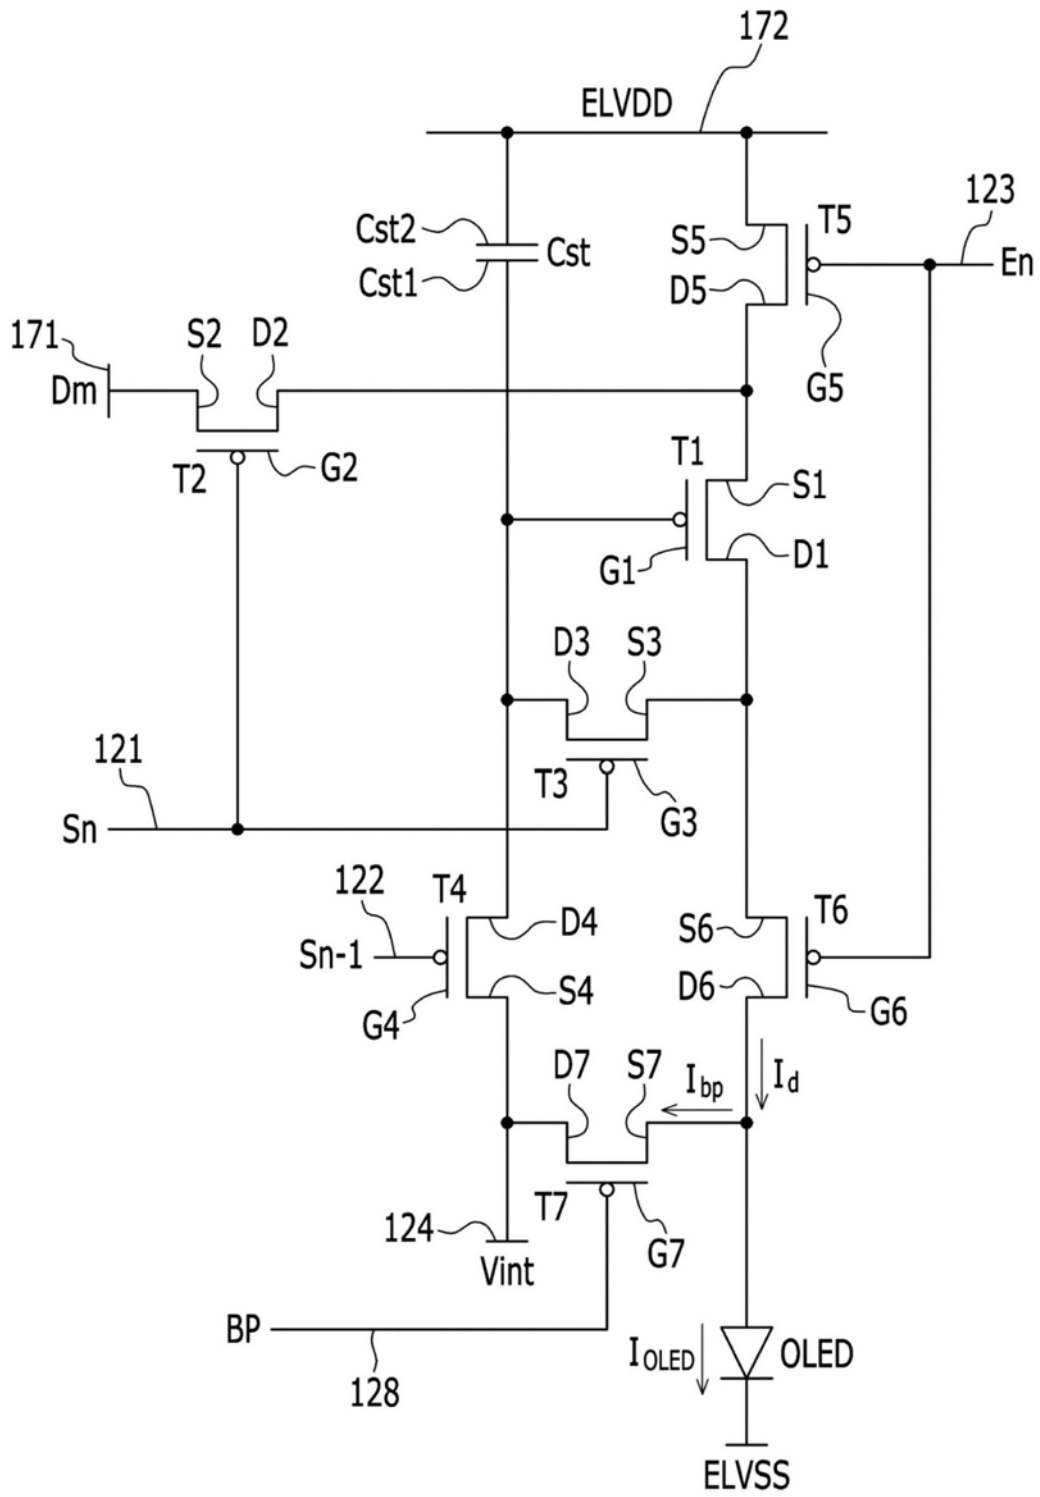 172
ELVDD
123
T5
Cst2
S5
Cst
En
Cst1
D5
171
S2
D2
Dm
G5
T1
T2
G2
S1
G1
D1
D3
S3
121
T3
G3
Sn
122
T4
T6
D4
S6
Sn-1
S4
D6
G4
G6
D7
S7
Ibp
Id
T7
124
G7
Vint
BP
IOLED
OLED
128
ELVSS